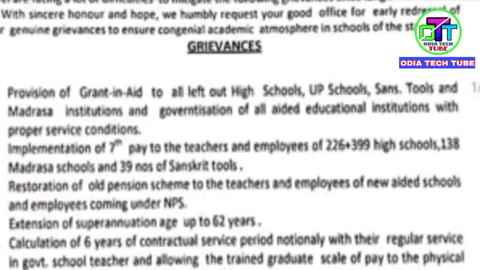 With sincere honour and hope, we humbly request your good office for early redressal of
genuine grievances to ensure congenial academic atmosphere in schools of the
GRIEVANCES
Provision of Grant-in-Aid to all left out High Schools, UP Schools, Sans. Tools and
Madrasa institutions and governtisation of all aided educational institutions with
proper service conditions.
Implementation of 7th pay to the teachers and employees of 226+399 high schools,138
Madrasa schools and 39 nos of Sanskrit tools .
Restoration of old pension scheme to the teachers and employees of new aided schools
and employees coming under NPS.
Extension of superannuation age up to 62 years .
Calculation of 6 years of contractual service period notionaly with their regular service
in govt. school teacher and allowing the trained graduate scale of pay to the physical
OTT
ODIA TECH
TUBE
ODIA TECH TUBE